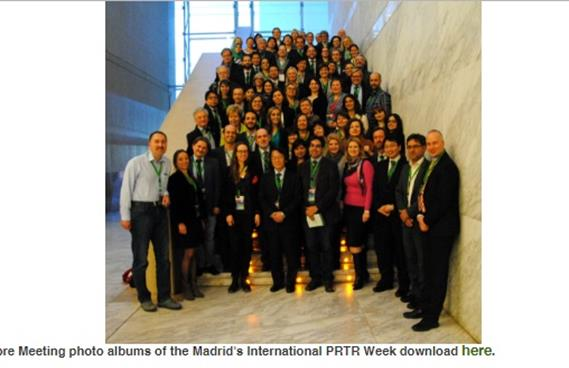 ore Meeting photo albums of the Madrid's International PRTR Week download here.